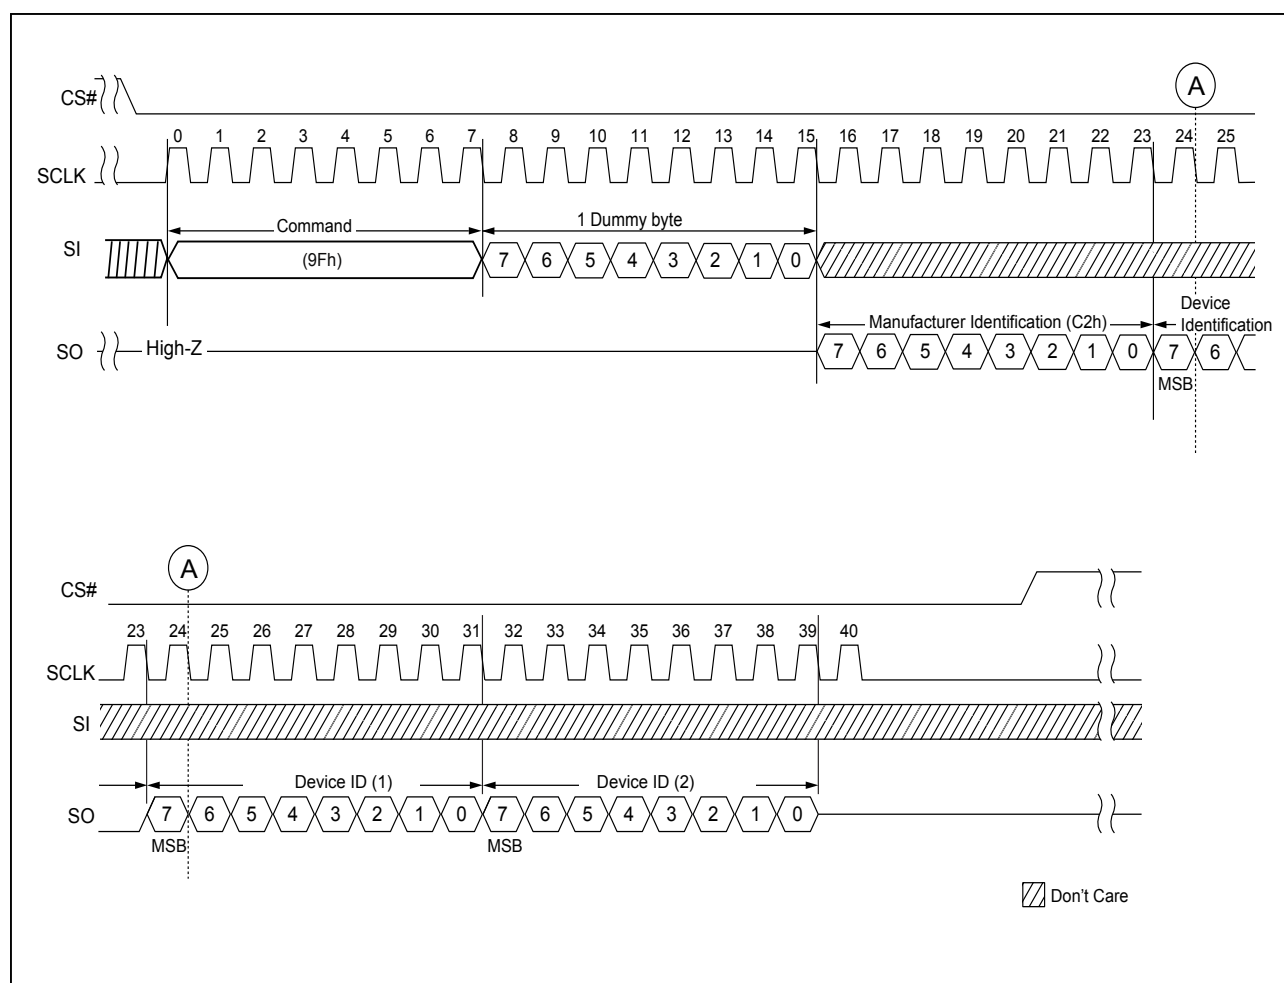 A
CS#
0 1 2 3 4 5 6 7 8 9 10 11 12 13 14 15 16 17 18 19 20 21 22 23 24 25
SCLK
Command 1 Dummy byte
SI (9Fh) 7 6 5 4 3 2 1 0
Device
Manufacturer Identification (C2h) Identification
SO High-Z 7 6 5 4 3 2 1 0 7 6
MSB
A
CS#
23 24 25 26 27 28 29 30 31 32 33 34 35 36 37 38 39 40
SCLK
SI
Device ID (1) Device ID (2)
SO 7 6 5 4 3 2 1 0 7 6 5 4 3 2 1 0
MSB MSB
Don't Care